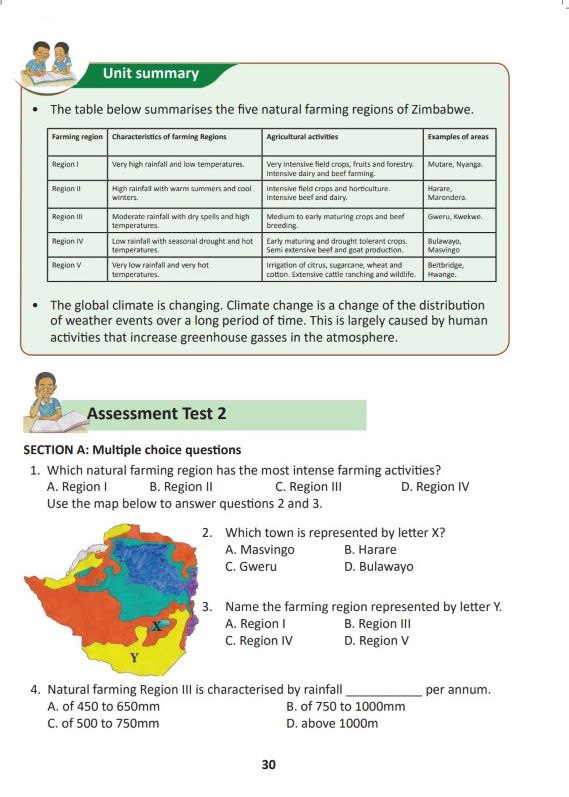 Unit summary
• The table below summarises the five natural farming regions of Zimbabwe.
Farming region Characteristics of farming Regions Agricultural activities Examples of areas
Region I Very high rainfall and low temperatures. Very intensive field crops, fruits and forestry. Mutare, Nyanga.
Intensive dairy and beef farming.
Region II High rainfall with warm summers and cool Intensive field crops and horticulture. Harare,
winters. Intensive beef and dairy. Marondera.
Region III Moderate rainfall with dry spells and high Medium to early maturing crops and beef Gweru, Kwekwe.
temperatures. breeding.
Region IV Low rainfall with seasonal drought and hot Early maturing and drought tolerant crops. Bulawayo,
temperatures. Semi extensive beef and goat production. Masvingo
Region V Very low rainfall and very hot Irrigation of citrus, sugarcane, wheat and Beitbridge,
temperatures. cotton. Extensive cattle ranching and wildlife. Hwange.
• The global climate is changing. Climate change is a change of the distribution
of weather events over a long period of time. This is largely caused by human
activities that increase greenhouse gasses in the atmosphere.
Assessment Test 2
SECTION A: Multiple choice questions
1. Which natural farming region has the most intense farming activities?
A. Region I B. Region II C. Region III D. Region IV
Use the map below to answer questions 2 and 3.
2. Which town is represented by letter X?
A. Masvingo B. Harare
C. Gweru D. Bulawayo
3. Name the farming region represented by letter Y.
A. Region I B. Region III
C. Region IV D. Region V
X
Y
4. Natural farming Region III is characterised by rainfall ___________ per annum.
A. of 450 to 650mm B. of 750 to 1000mm
C. of 500 to 750mm D. above 1000m
30